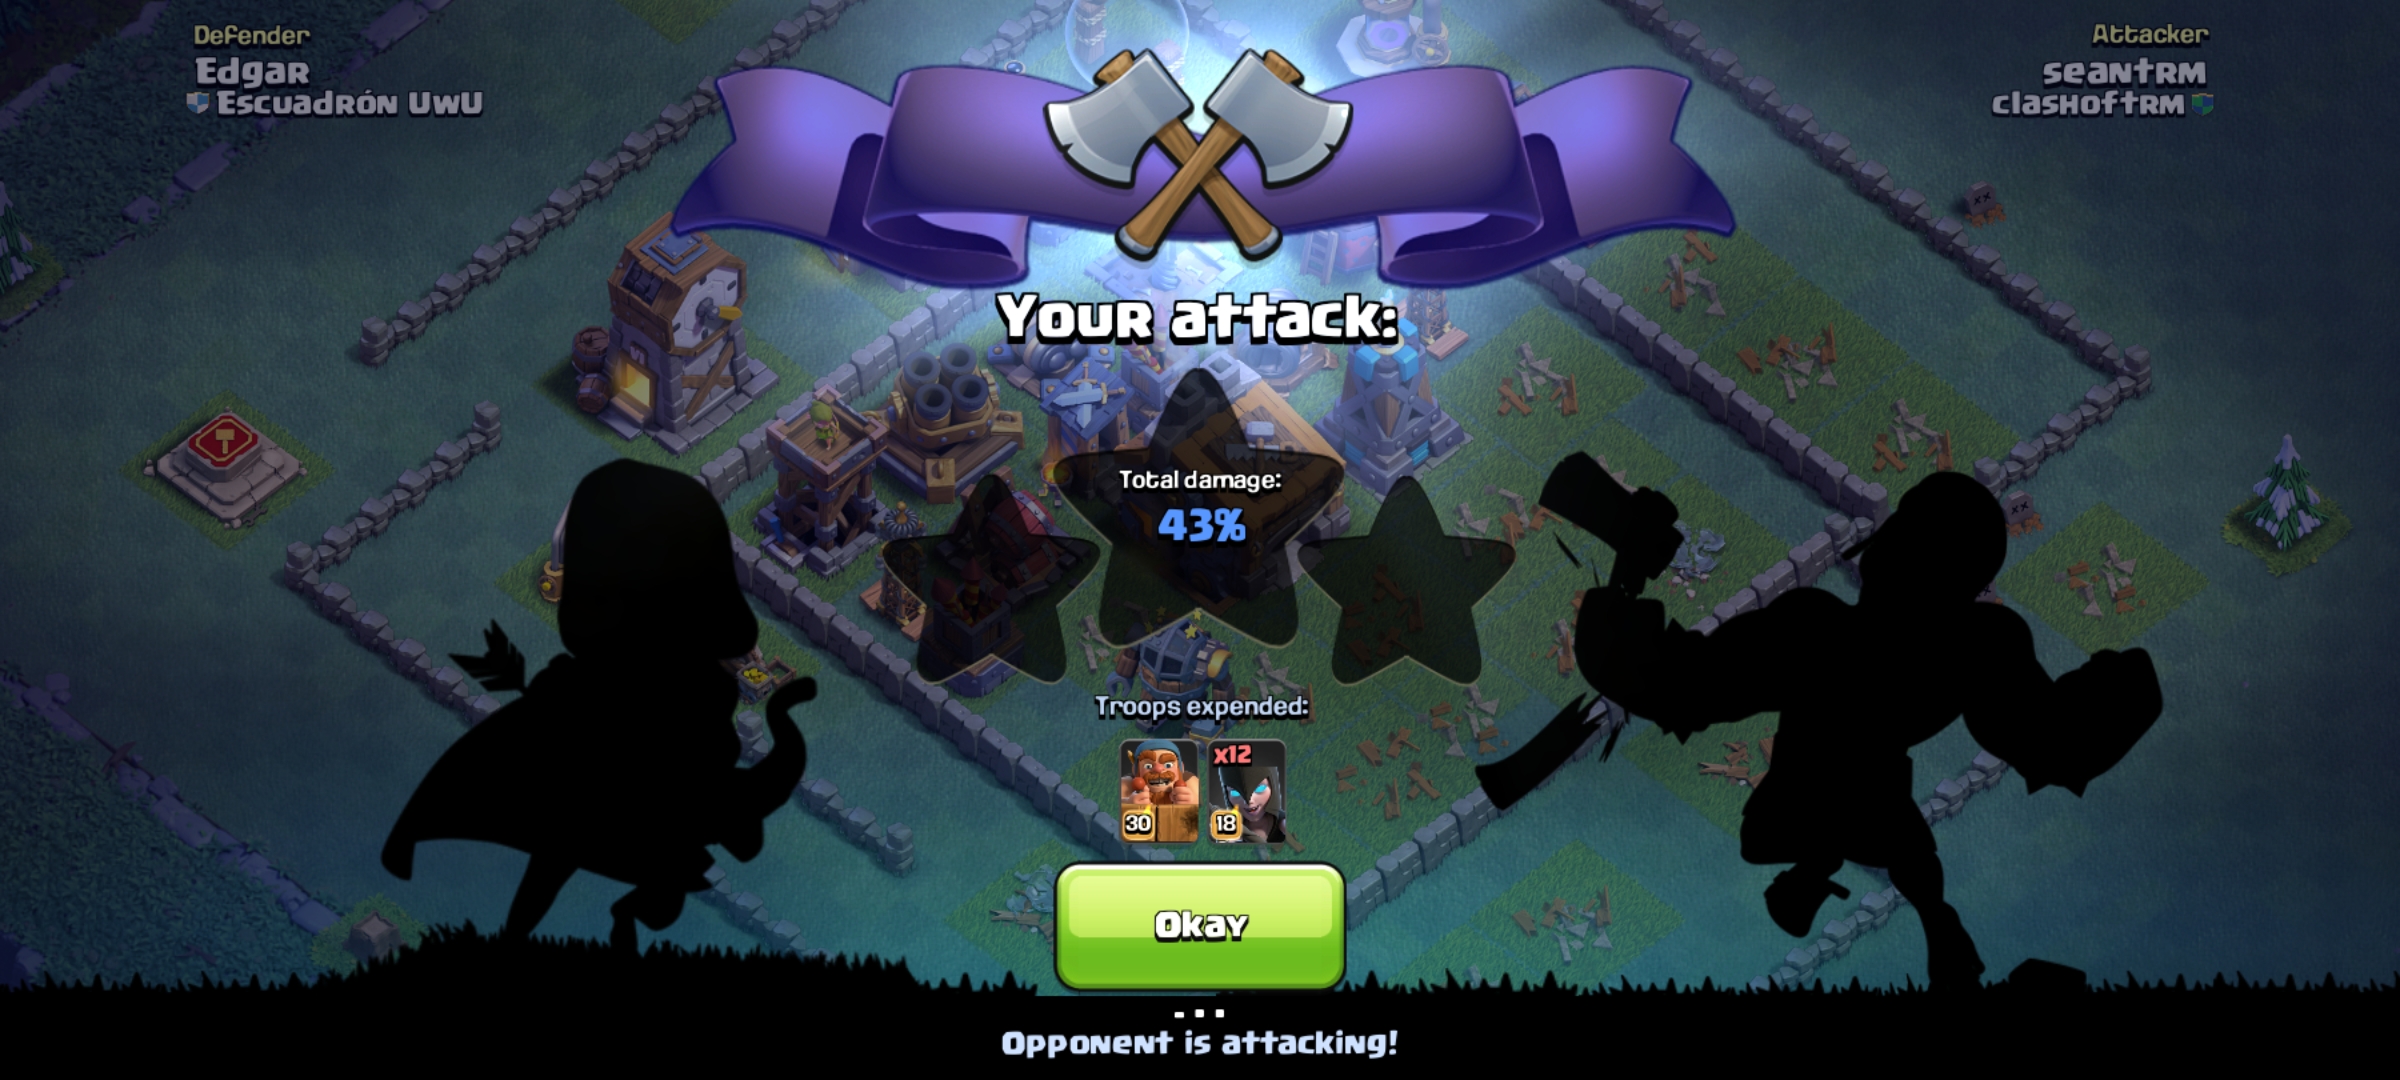 Defender
Edgar
Escuadrón UwU
Attacker
seantRM
clashoftRM
Your attack:
Total damage:
43%
Troops expended:
x12
30
18
Okay
...
Opponent is attacking!